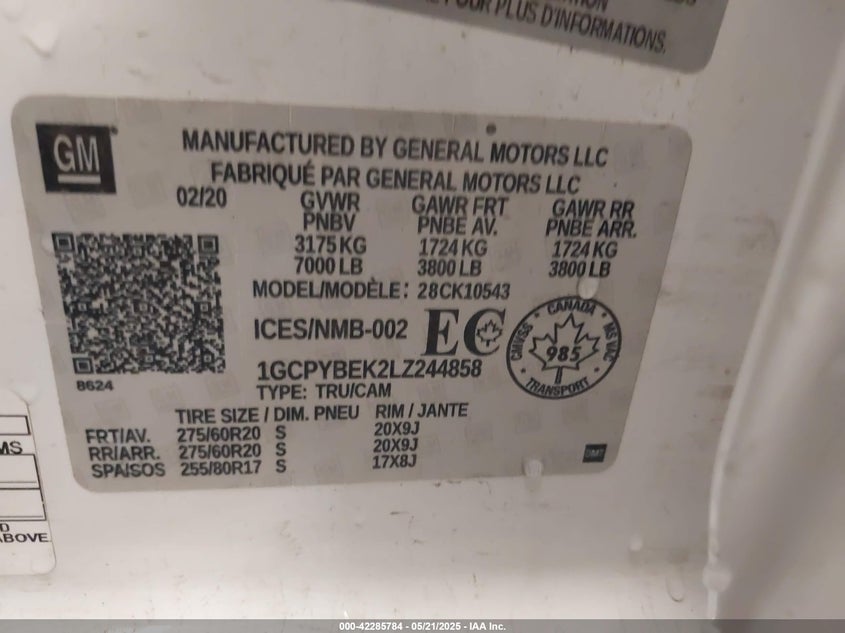 POUR PLUS D'INFORMATIONS.
GM
MANUFACTURED BY GENERAL MOTORS LLC
FABRIQUÉ PAR GENERAL MOTORS LLC
02/20 GVWR GAWR FRT GAWR RR
PNBV PNBE AV. PNBE ARR.
3175 KG 1724 KG 1724 KG
7000 LB 3800 LB 3800 LB
MODEL/MODÈLE: 28CK10543
ICES/NMB-002 EC
CANADA
CMVSS 985 NSVAC
TRANSPORT
1GCPYBEK2LZ244858
8624
TYPE: TRU/CAM
TIRE SIZE / DIM. PNEU RIM / JANTE
FRT/AV. 275/60R20 S 20X9J
RR/ARR. 275/60R20 S 20X9J
SPA/SOS 255/80R17 S 17X8J
MS
D
ABOVE.
000-42285784 - 05/21/2025 - IAA Inc.